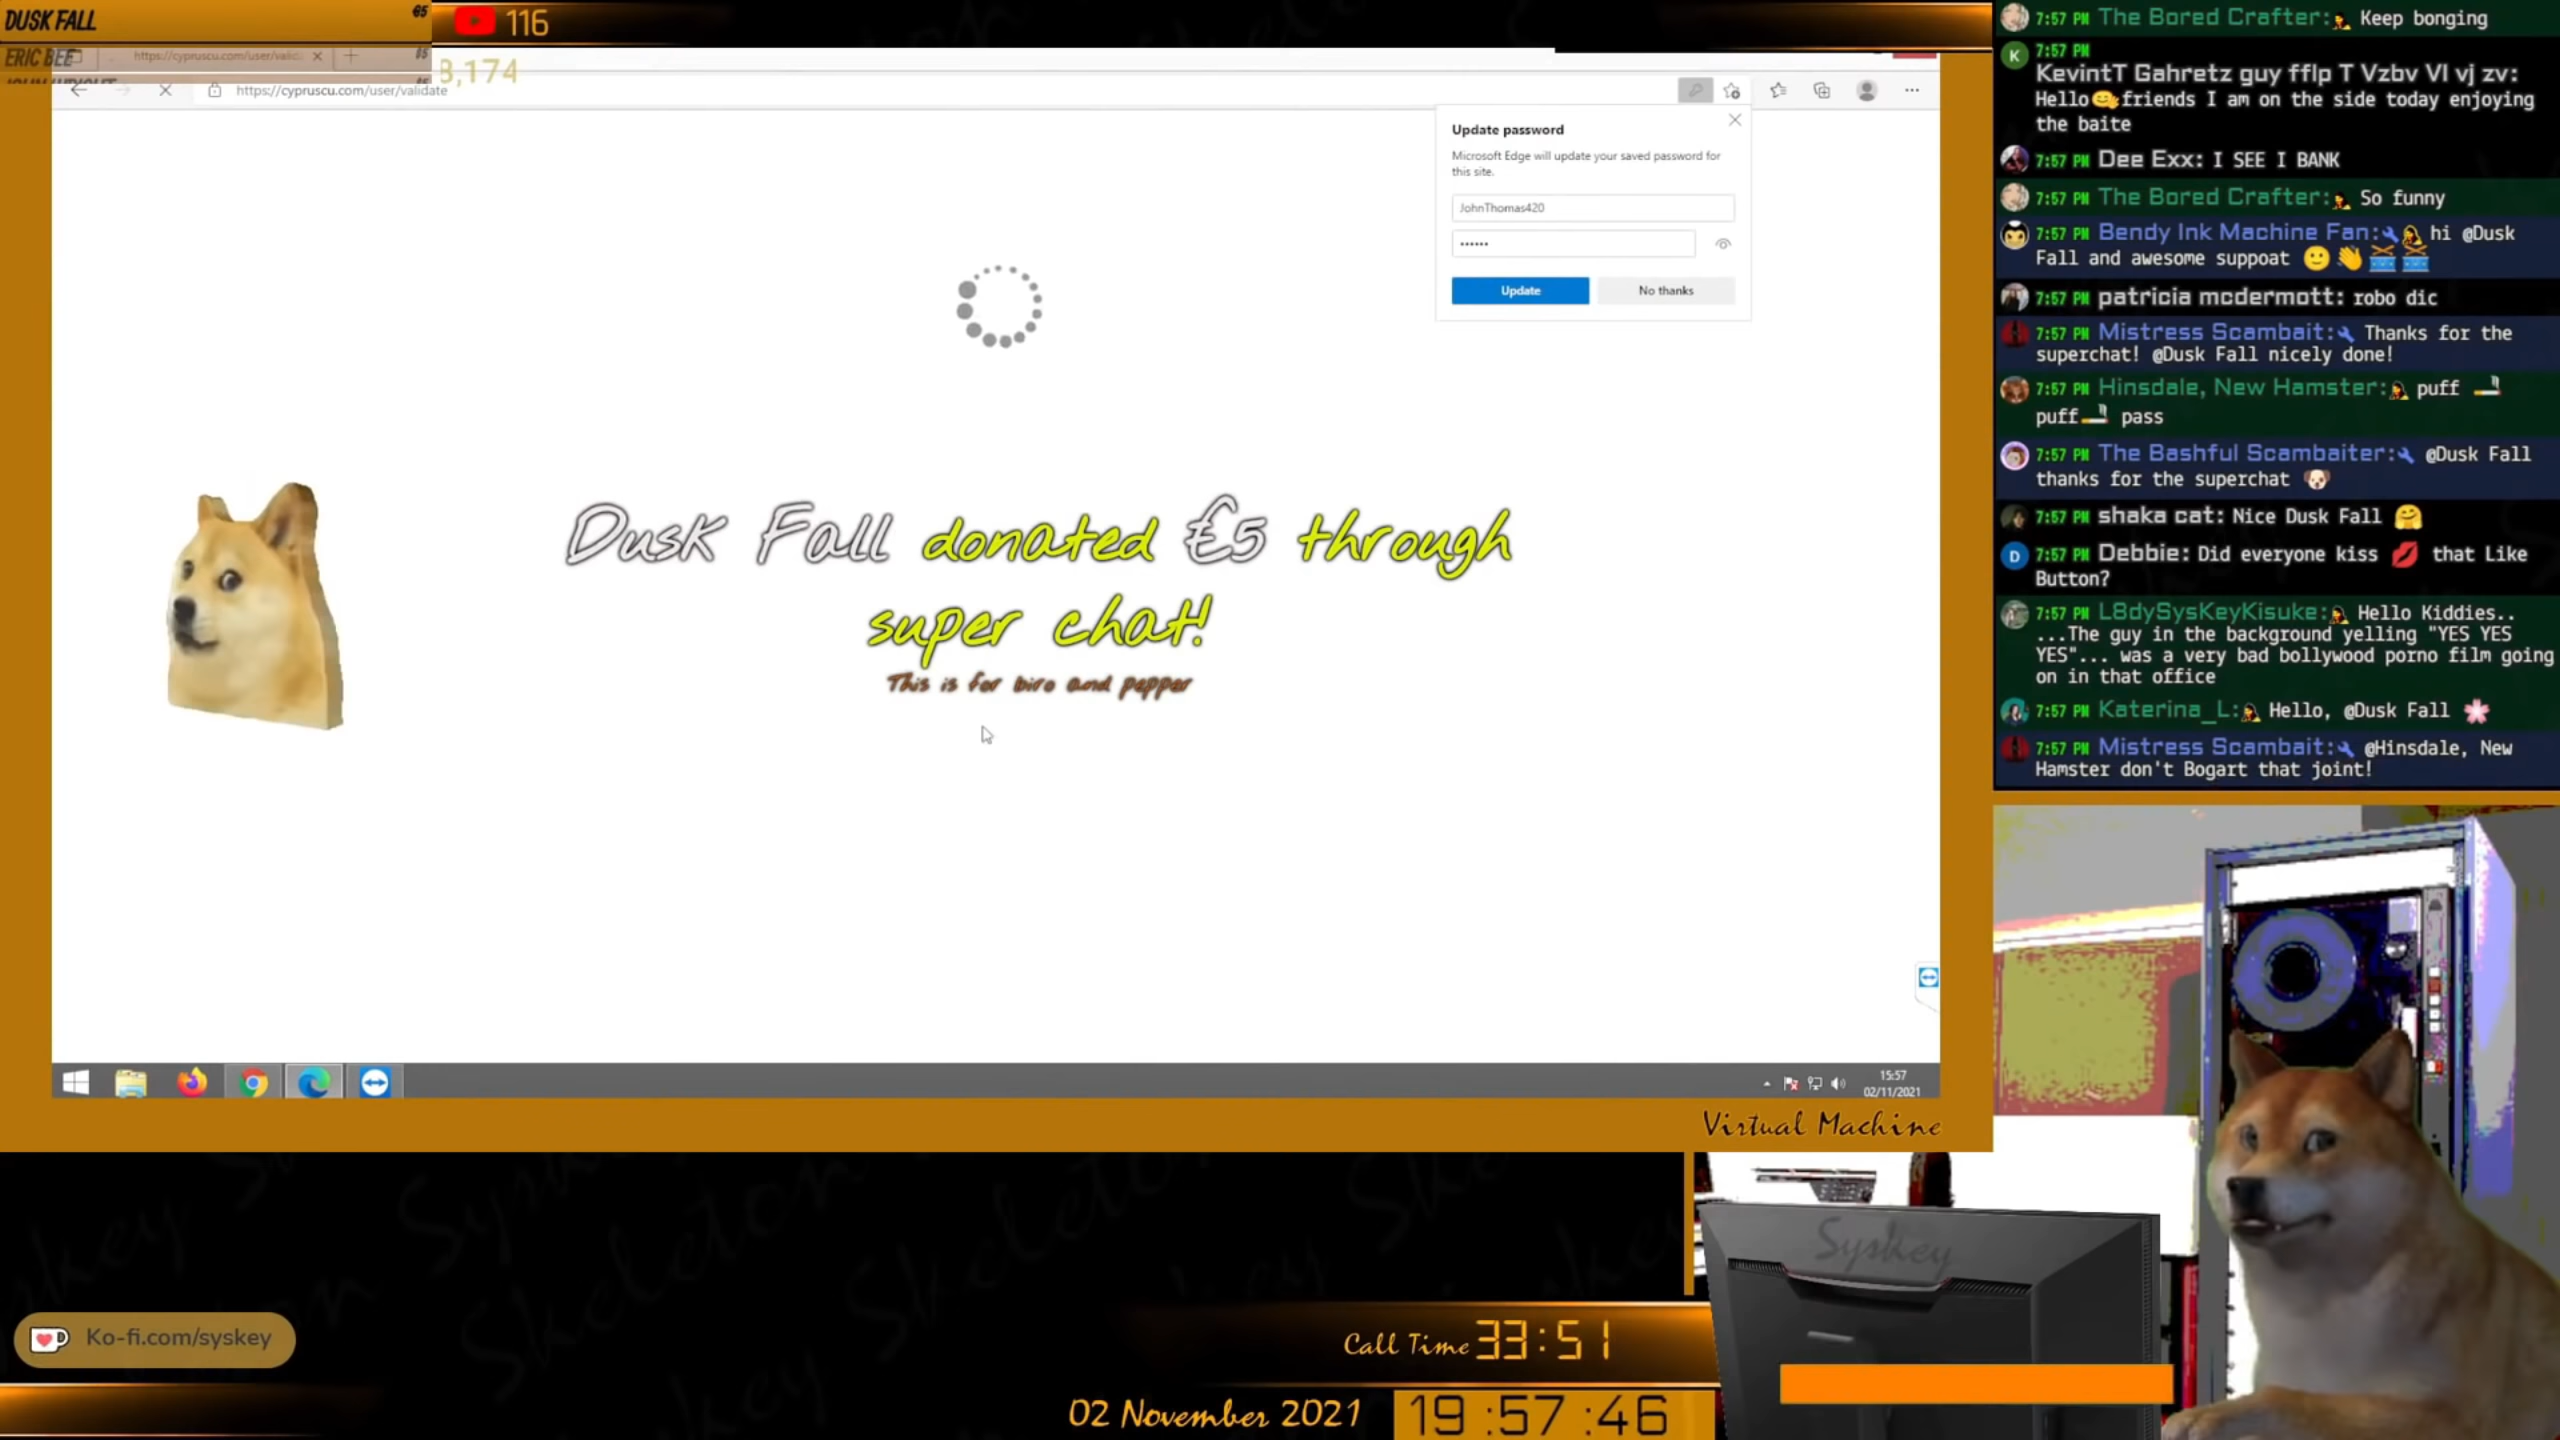 DUSK FALL €5
116
ERIC BEE €5
https://cypruscu.com/user/valid
8,174
https://cypruscu.com/user/validate
Update password
Microsoft Edge will update your saved password for
this site.
JohnThomas420
••••••
Update
No thanks
Dusk Fall donated €5 through
super chat!
This is for biro and pepper
15:57
02/11/2021
Virtual Machine
7:57 PM The Bored Crafter: Keep bonging
K 7:57 PM
KevintT Gahretz guy fflp T Vzbv Vl vj zv:
Hello friends I am on the side today enjoying
the baite
7:57 PM Dee Exx: I SEE I BANK
7:57 PM The Bored Crafter: So funny
7:57 PM Bendy Ink Machine Fan: hi @Dusk
Fall and awesome suppoat 🙂👋
7:57 PM patricia mcdermott: robo dic
7:57 PM Mistress Scambait: Thanks for the
superchat! @Dusk Fall nicely done!
7:57 PM Hinsdale, New Hamster: puff 🚬
puff🚬 pass
7:57 PM The Bashful Scambaiter: @Dusk Fall
thanks for the superchat 🐶
7:57 PM shaka cat: Nice Dusk Fall 🤗
D 7:57 PM Debbie: Did everyone kiss 💋 that Like
Button?
7:57 PM L8dySysKeyKisuke: Hello Kiddies..
...The guy in the background yelling "YES YES
YES"... was a very bad bollywood porno film going
on in that office
7:57 PM Katerina_L: Hello, @Dusk Fall 🌸
7:57 PM Mistress Scambait: @Hinsdale, New
Hamster don't Bogart that joint!
Syskey
Ko-fi.com/syskey
Call Time 33:51
02 November 2021 19:57:46